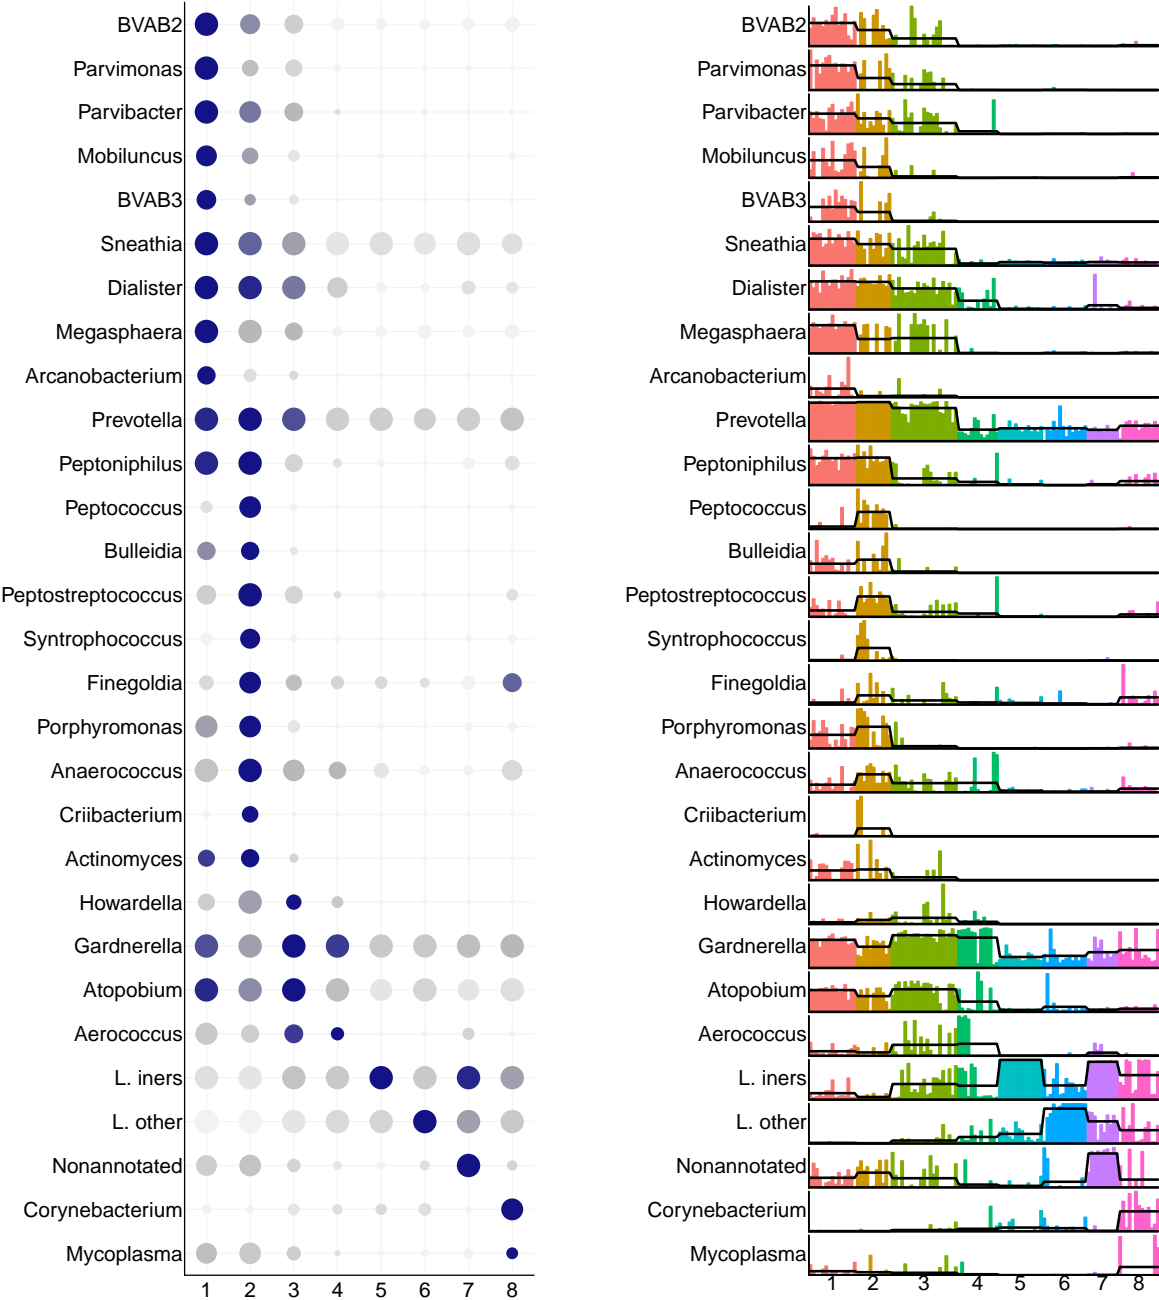 BVAB2
Parvimonas
Parvibacter
Mobiluncus
BVAB3
Sneathia
Dialister
Megasphaera
Arcanobacterium
Prevotella
Peptoniphilus
Peptococcus
Bulleidia
Peptostreptococcus
Syntrophococcus
Finegoldia
Porphyromonas
Anaerococcus
Criibacterium
Actinomyces
Howardella
Gardnerella
Atopobium
Aerococcus
L. iners
L. other
Nonannotated
Corynebacterium
Mycoplasma
1 2 3 4 5 6 7 8
BVAB2
Parvimonas
Parvibacter
Mobiluncus
BVAB3
Sneathia
Dialister
Megasphaera
Arcanobacterium
Prevotella
Peptoniphilus
Peptococcus
Bulleidia
Peptostreptococcus
Syntrophococcus
Finegoldia
Porphyromonas
Anaerococcus
Criibacterium
Actinomyces
Howardella
Gardnerella
Atopobium
Aerococcus
L. iners
L. other
Nonannotated
Corynebacterium
Mycoplasma
1 2 3 4 5 6 7 8